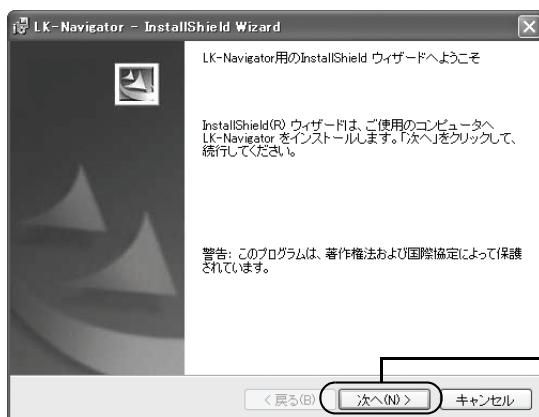 LK-Navigator - InstallShield Wizard
LK-Navigator用のInstallShield ウィザードへようこそ
InstallShield(R) ウィザードは、ご使用のコンピュータへ
LK-Navigator をインストールします。「次へ」をクリックして、
続行してください。
警告: このプログラムは、著作権法および国際協定によって保護
されています。
< 戻る(B)
次へ(N) >
キャンセル